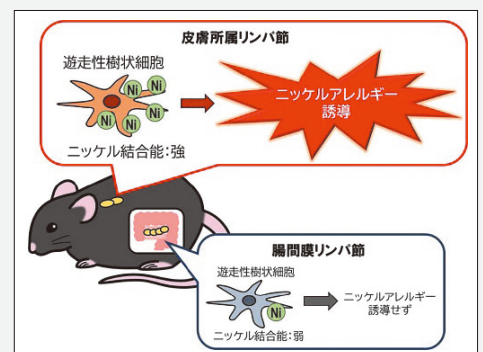 皮膚所属リンパ節
遊走性樹状細胞
Ni
Ni
Ni
Ni
Ni
ニッケル結合能:強
ニッケルアレルギー
誘導
腸間膜リンパ節
遊走性樹状細胞
Ni
ニッケル結合能:弱
ニッケルアレルギー
誘導せず